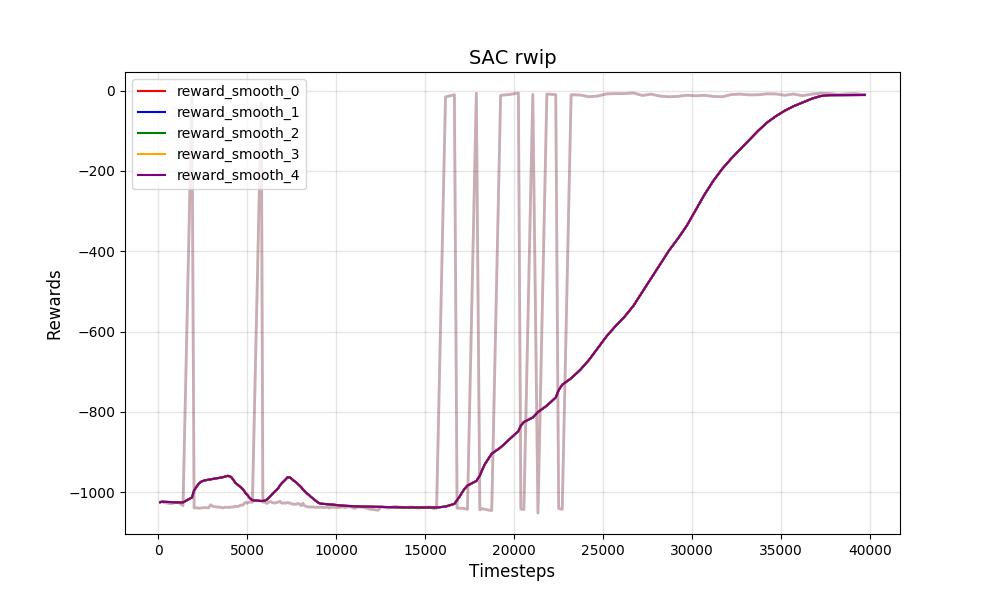 SAC rwip
reward_smooth_0
reward_smooth_1
reward_smooth_2
reward_smooth_3
reward_smooth_4
Rewards
0
−200
−400
−600
−800
−1000
0 5000 10000 15000 20000 25000 30000 35000 40000
Timesteps